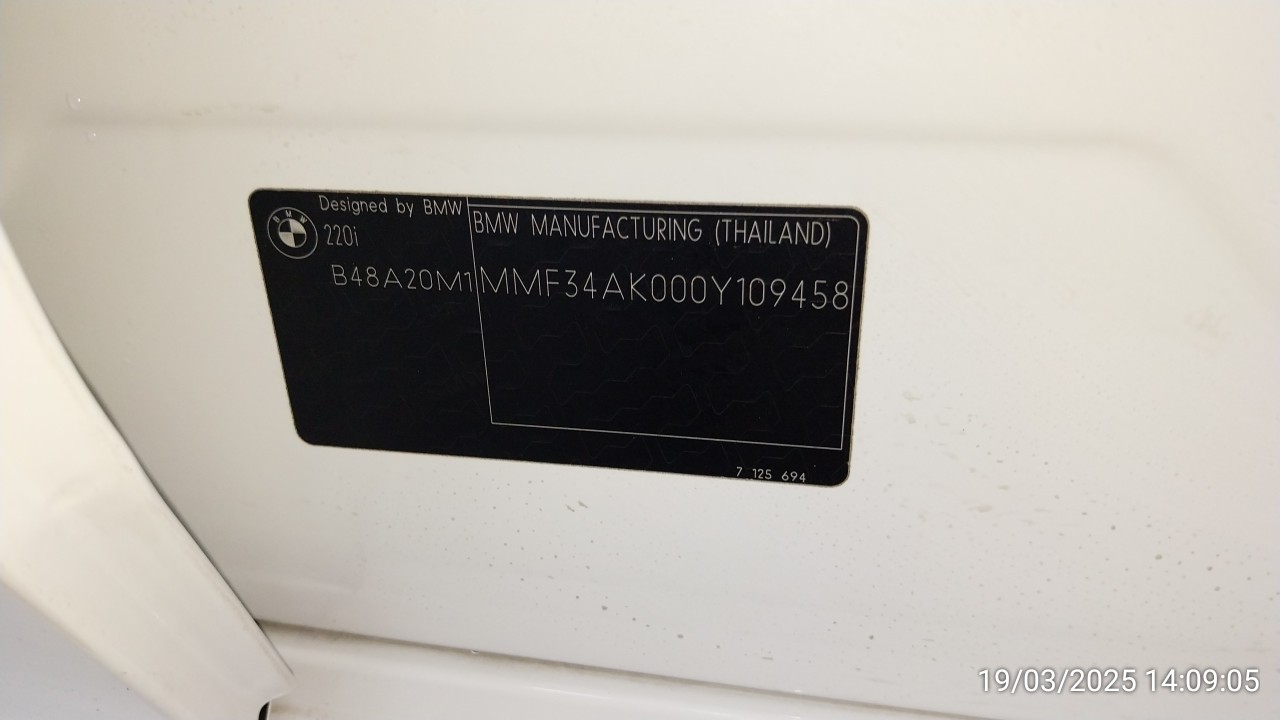 BMW
Designed by BMW
220i
B48A20M1
BMW MANUFACTURING (THAILAND)
MMF34AK000Y109458
7 125 694
19/03/2025 14:09:05